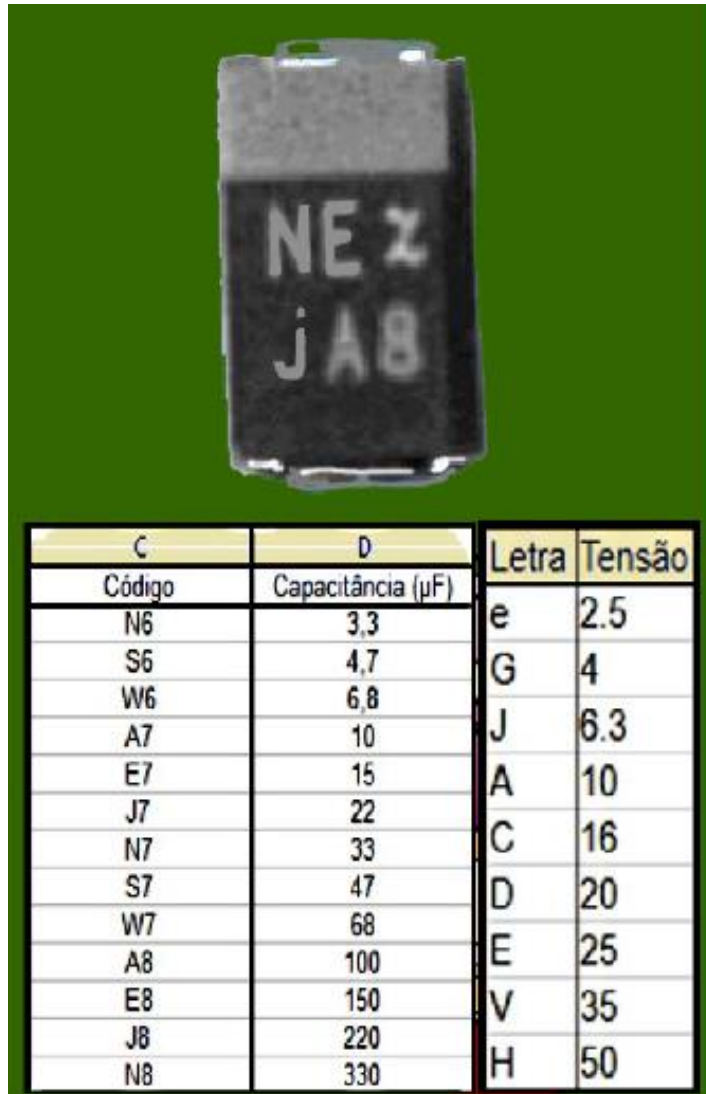 NE
jA8
C D
Código Capacitância (µF)
N6 3,3
S6 4,7
W6 6,8
A7 10
E7 15
J7 22
N7 33
S7 47
W7 68
A8 100
E8 150
J8 220
N8 330
Letra Tensão
e 2.5
G 4
J 6.3
A 10
C 16
D 20
E 25
V 35
H 50